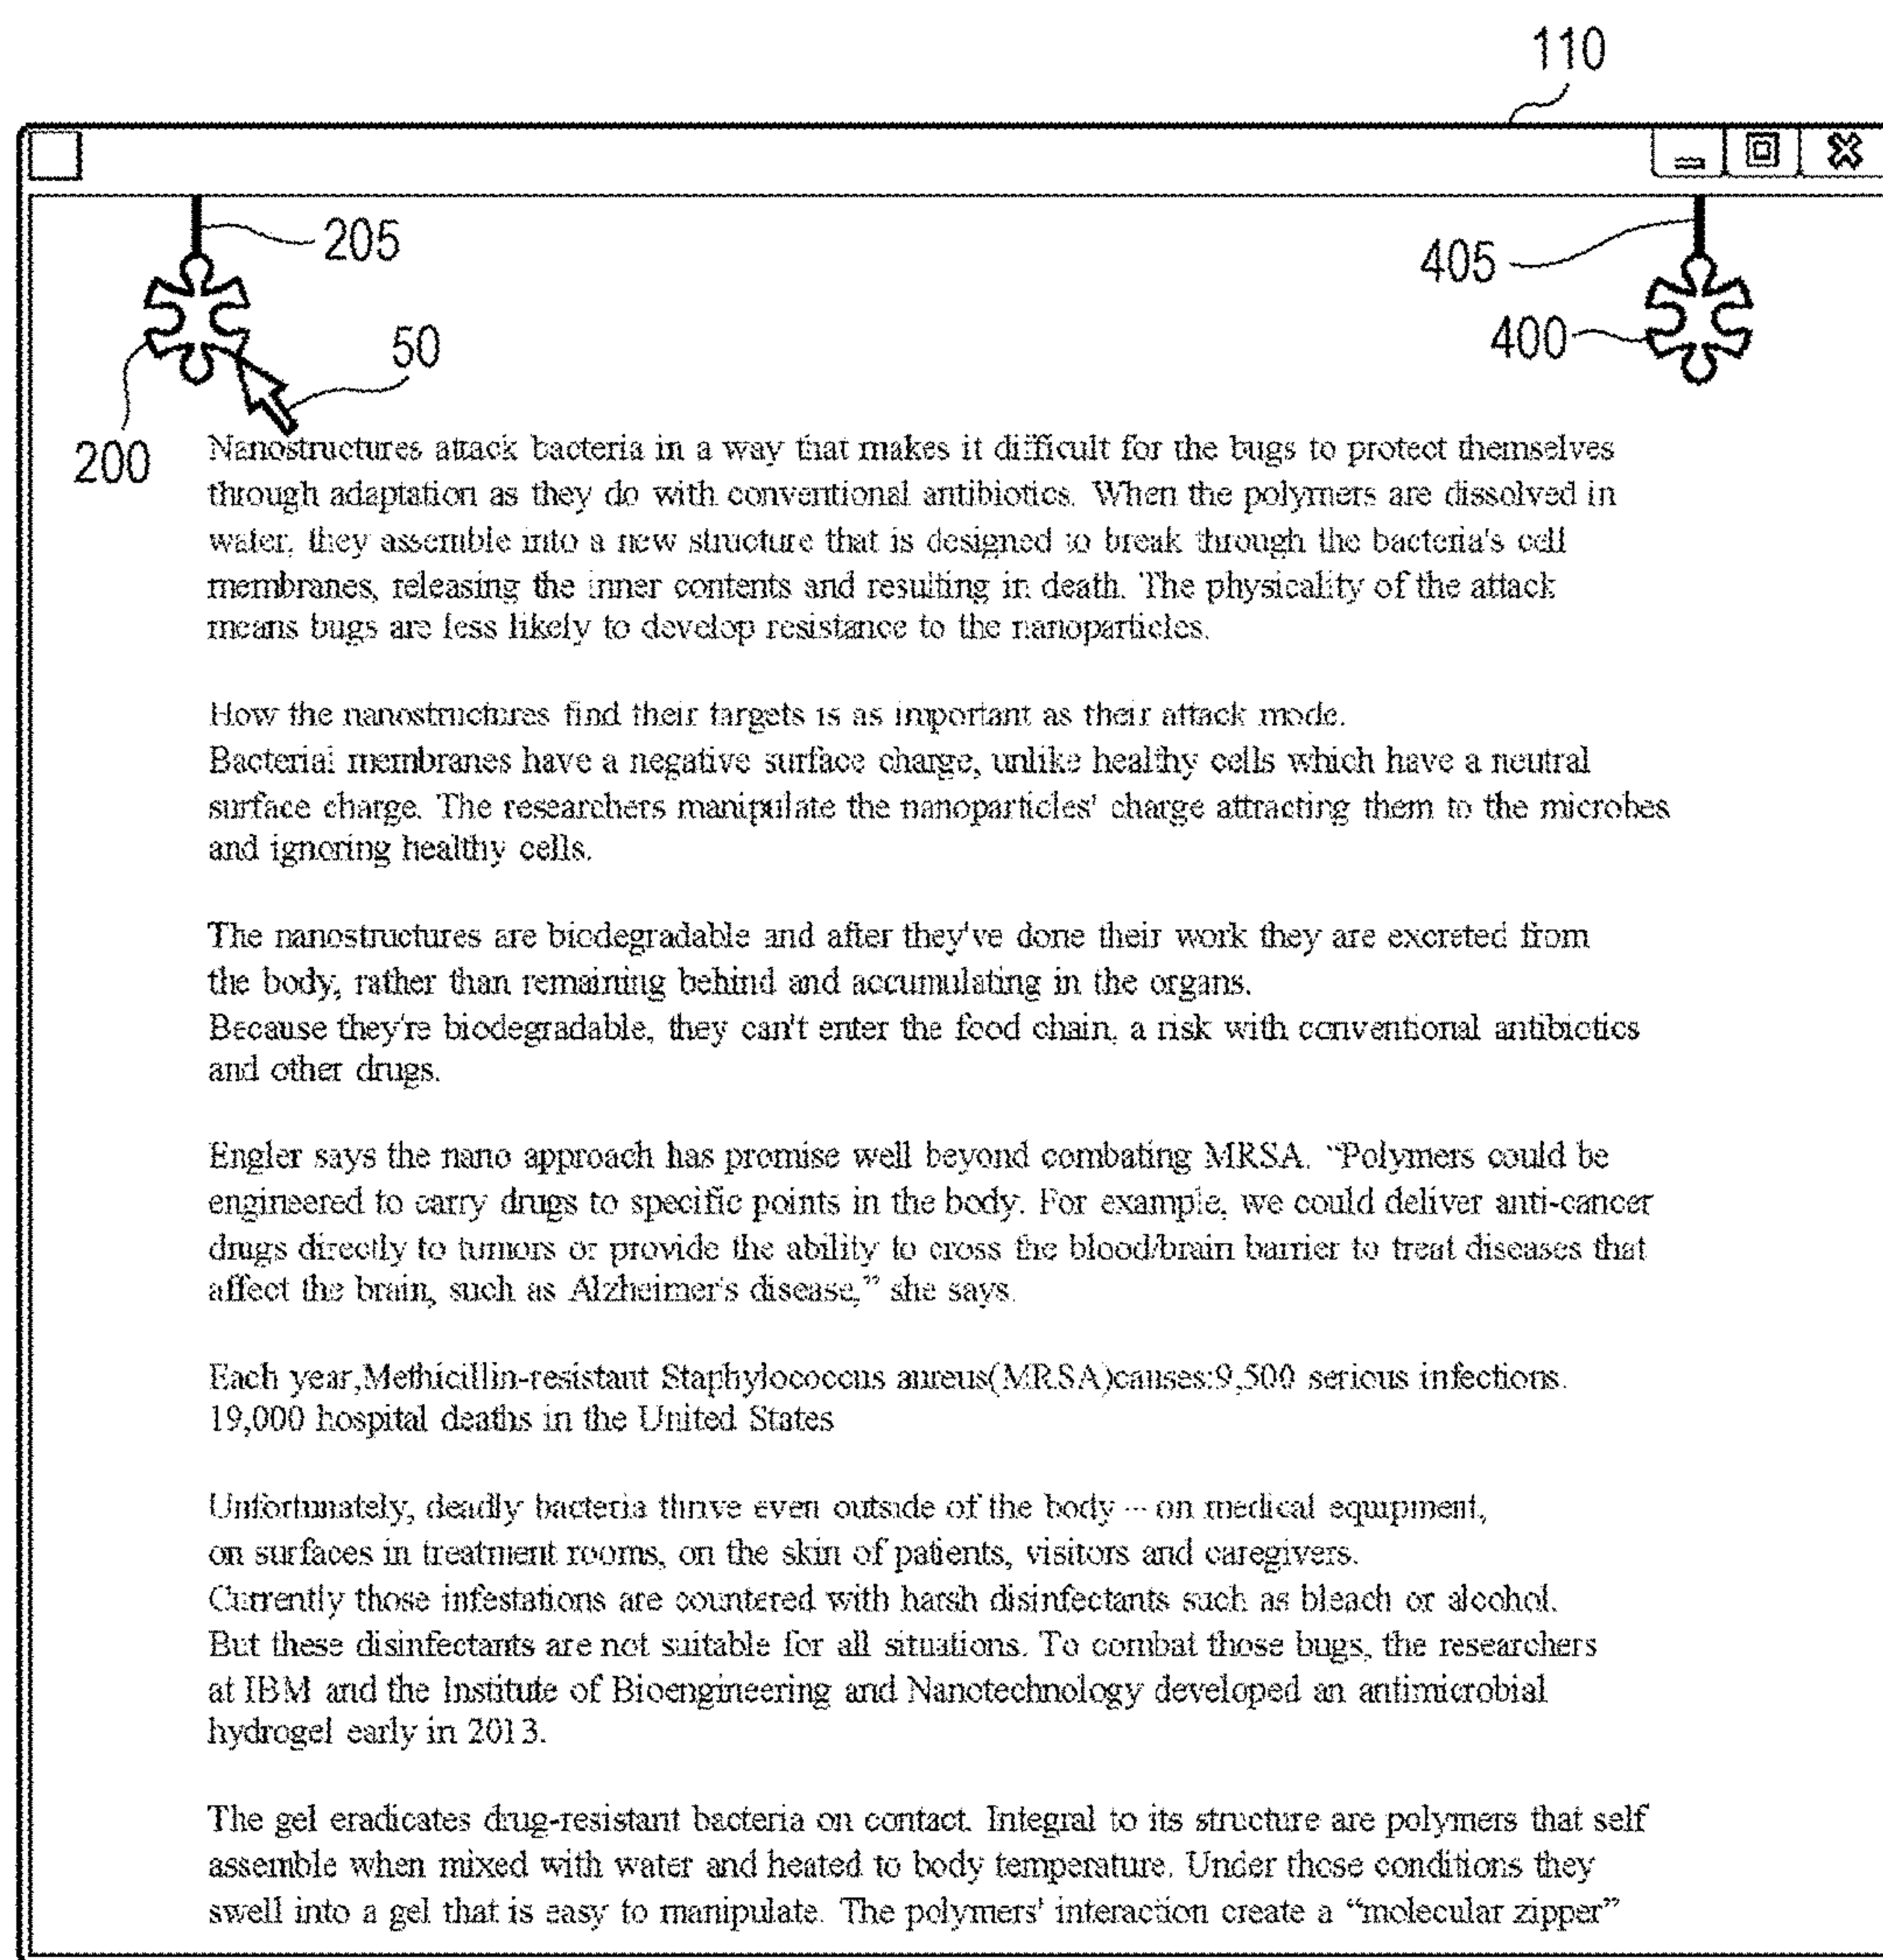 110
205
405
50
400
200
Nanostructures attack bacteria in a way that makes it difficult for the bugs to protect themselves
through adaptation as they do with conventional antibiotics. When the polymers are dissolved in
water, they assemble into a new structure that is designed to break through the bacteria's cell
membranes, releasing the inner contents and resulting in death. The physicality of the attack
means bugs are less likely to develop resistance to the nanoparticles.
How the nanostructures find their targets is as important as their attack mode.
Bacterial membranes have a negative surface charge, unlike healthy cells which have a neutral
surface charge. The researchers manipulate the nanoparticles' charge attracting them to the microbes
and ignoring healthy cells.
The nanostructures are biodegradable and after they've done their work they are excreted from
the body, rather than remaining behind and accumulating in the organs.
Because they're biodegradable, they can't enter the food chain, a risk with conventional antibiotics
and other drugs.
Engler says the nano approach has promise well beyond combating MRSA. “Polymers could be
engineered to carry drugs to specific points in the body. For example, we could deliver anti-cancer
drugs directly to tumors or provide the ability to cross the blood/brain barrier to treat diseases that
affect the brain, such as Alzheimer's disease,” she says.
Each year,Methicillin-resistant Staphylococcus aureus(MRSA)causes:9,500 serious infections.
19,000 hospital deaths in the United States
Unfortunately, deadly bacteria thrive even outside of the body -- on medical equipment,
on surfaces in treatment rooms, on the skin of patients, visitors and caregivers.
Currently those infestations are countered with harsh disinfectants such as bleach or alcohol.
But these disinfectants are not suitable for all situations. To combat those bugs, the researchers
at IBM and the Institute of Bioengineering and Nanotechnology developed an antimicrobial
hydrogel early in 2013.
The gel eradicates drug-resistant bacteria on contact. Integral to its structure are polymers that self
assemble when mixed with water and heated to body temperature. Under those conditions they
swell into a gel that is easy to manipulate. The polymers' interaction create a “molecular zipper”